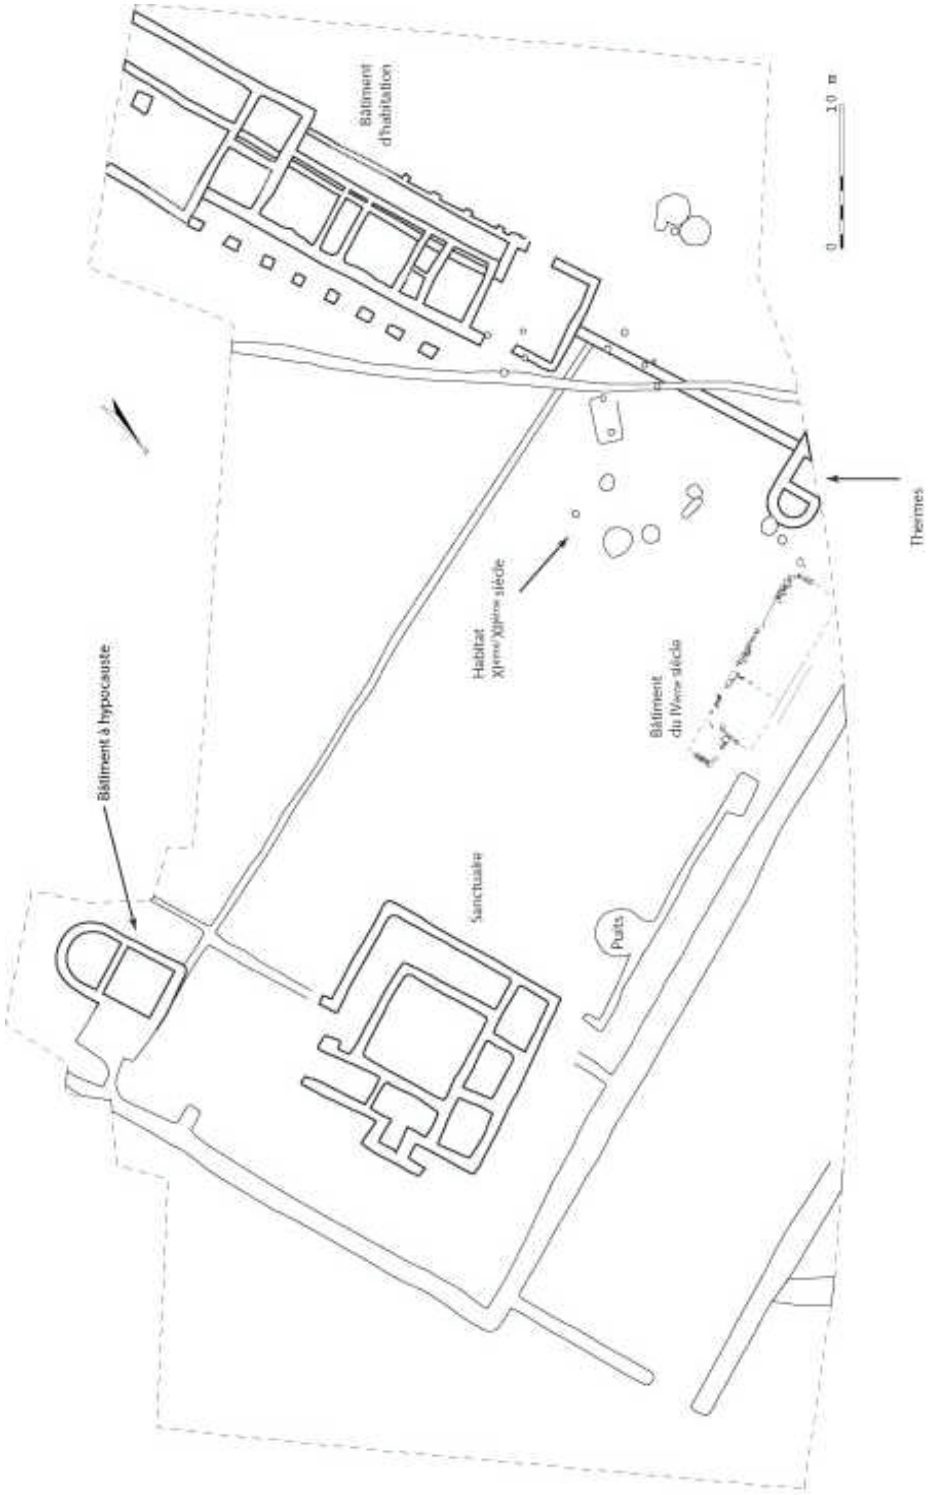 Bâtiment
d'habitation
0 10 m
Thermes
Habitat
XIème/XIIème siècle
Bâtiment à hypocauste
Bâtiment
du IVème siècle
Sanctuaire
Puits